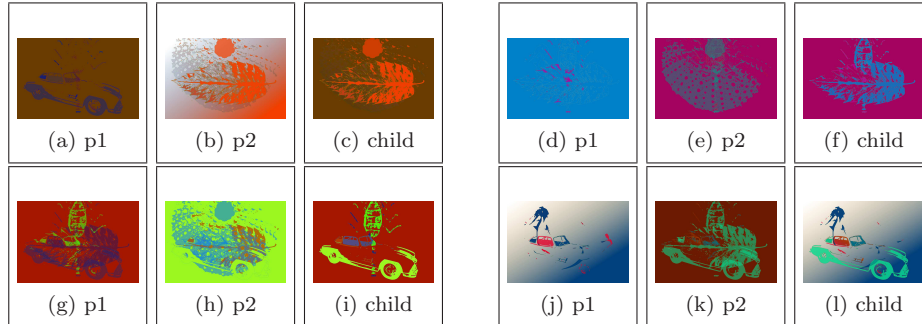 (a) p1 (b) p2 (c) child (d) p1 (e) p2 (f) child
(g) p1 (h) p2 (i) child (j) p1 (k) p2 (l) child